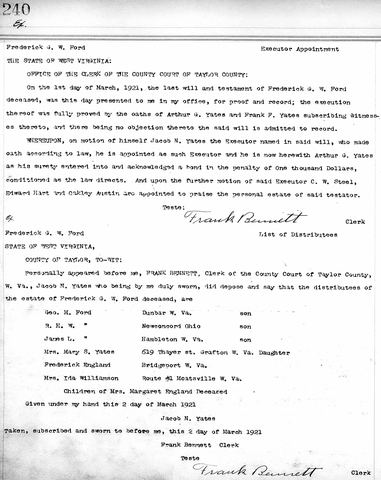 240
Ex.
Frederick G. W. Ford Executor Appointment
THE STATE OF WEST VIRGINIA:
OFFICE OF THE CLERK OF THE COUNTY COURT OF TAYLOR COUNTY:
On the 1st day of March, 1921, the last will and testament of Frederick G. W. Ford
deceased, was this day presented to me in my office, for proof and record; the execution
thereof was fully proved by the oaths of Arthur G. Yates and Frank F. Yates subscribing Witness-
es thereto, and there being no objection thereto the said will is admitted to record.
WHEREUPON, on motion of himself Jacob N. Yates the Executor named in said will, who made
oath according to law, he is appointed as such Executor and is now herewith Arthur G. Yates
as his surety entered into and acknowledged a bond in the penalty of One thousand Dollars,
conditioned as the law directs. And upon the further motion of said Executor C. W. Steel,
Edward Hart and Oakley Austin are appointed to praise the personal estate of said testator.
Teste:
Frank Bennett Clerk
Ex.
Frederick G. W. Ford List of Distributees
STATE OF WEST VIRGINIA,
COUNTY OF TAYLOR, TO-WIT:
Personally appeared before me, FRANK BENNETT, Clerk of the County Court of Taylor County,
W. Va., Jacob N. Yates who being by me duly sworn, did depose and say that the distributees of
the estate of Frederick G. W. Ford deceased, are
Geo. M. Ford Dunbar W. Va. son
R. H. W. " Newconcord Ohio son
James L. " Hambleton W. Va. son
Mrs. Mary S. Yates 619 Thayer st. Grafton W. Va. Daughter
Frederick England Bridgeport W. Va.
Mrs. Ida Williamson Route #1 Moatsville W. Va.
Children of Mrs. Margaret England Deceased
Given under my hand this 2 day of March 1921
Jacob N. Yates
Taken, subscribed and sworn to before me, this 2 day of March 1921
Frank Bennett Clerk
Teste
Frank Bennett Clerk